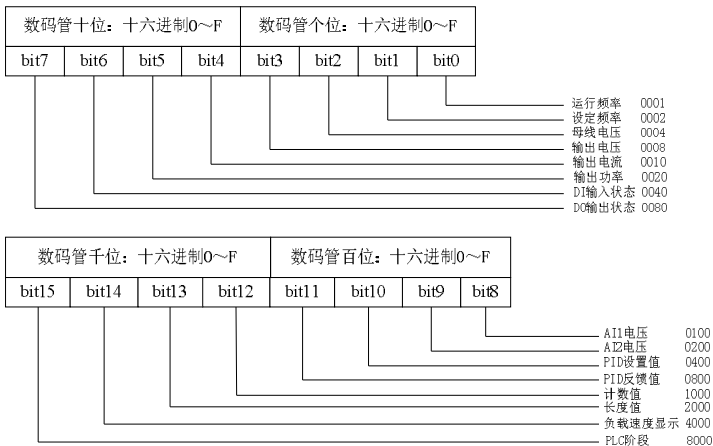 数码管十位：十六进制0～F 数码管个位：十六进制0～F
bit7 bit6 bit5 bit4 bit3 bit2 bit1 bit0
运行频率 0001
设定频率 0002
母线电压 0004
输出电压 0008
输出电流 0010
输出功率 0020
DI输入状态 0040
DO输出状态 0080
数码管千位：十六进制0～F 数码管百位：十六进制0～F
bit15 bit14 bit13 bit12 bit11 bit10 bit9 bit8
AI1电压 0100
AI2电压 0200
PID设置值 0400
PID反馈值 0800
计数值 1000
长度值 2000
负载速度显示 4000
PLC阶段 8000